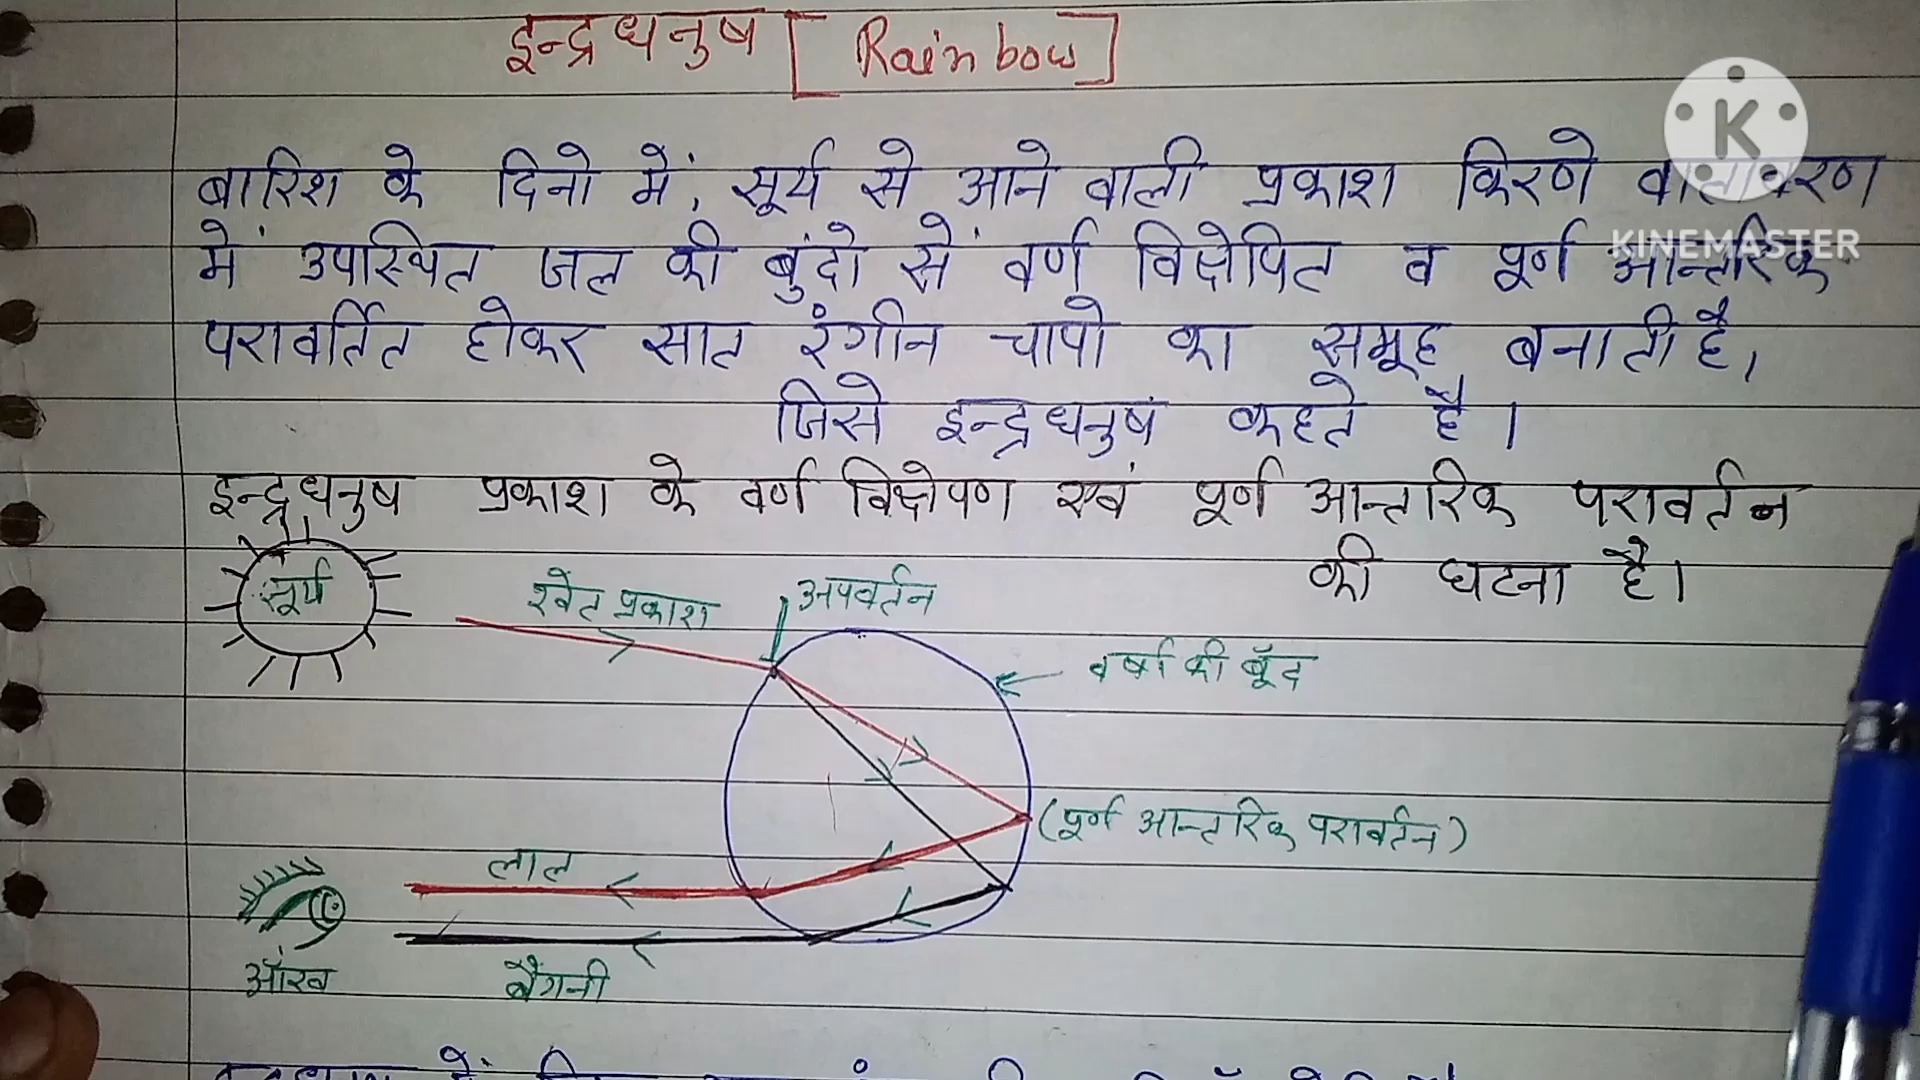 इन्द्रधनुष [Rainbow]
बारिश के दिनो में, सूर्य से आने वाली प्रकाश किरणे वातावरण
में उपस्थित जल की बुंदो सें वर्ण विक्षेपित व पूर्ण आन्तरिक
परावर्तित होकर सात रंगीन चापो का समूह बनाती है,
जिसे इन्द्रधनुष कहते है ।
इन्द्रधनुष प्रकाश के वर्ण विक्षेपण एवं पूर्ण आन्तरिक परावर्तन
की घटना है।
सूर्य
श्वेत प्रकाश
अपवर्तन
वर्षा की बूँद
(पूर्ण आन्तरिक परावर्तन)
लाल
आँख
बैंगनी
K
KINEMASTER